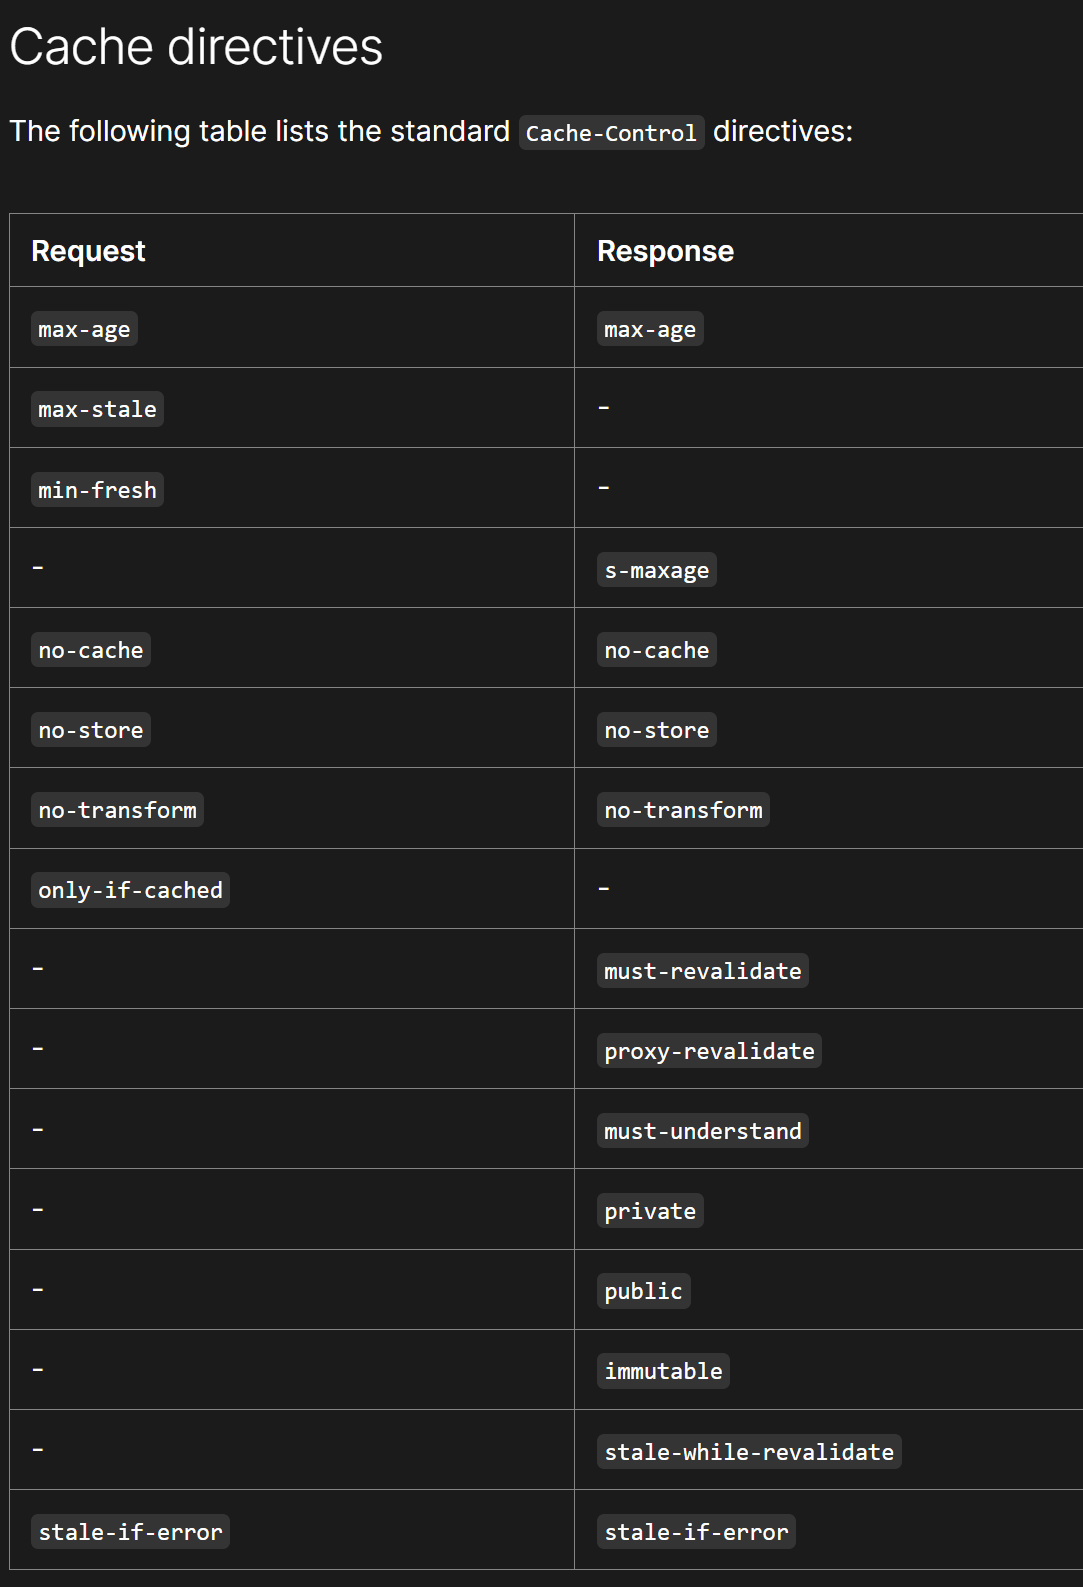 Cache directives
The following table lists the standard Cache-Control directives:
Request Response
max-age max-age
max-stale -
min-fresh -
- s-maxage
no-cache no-cache
no-store no-store
no-transform no-transform
only-if-cached -
- must-revalidate
- proxy-revalidate
- must-understand
- private
- public
- immutable
- stale-while-revalidate
stale-if-error stale-if-error